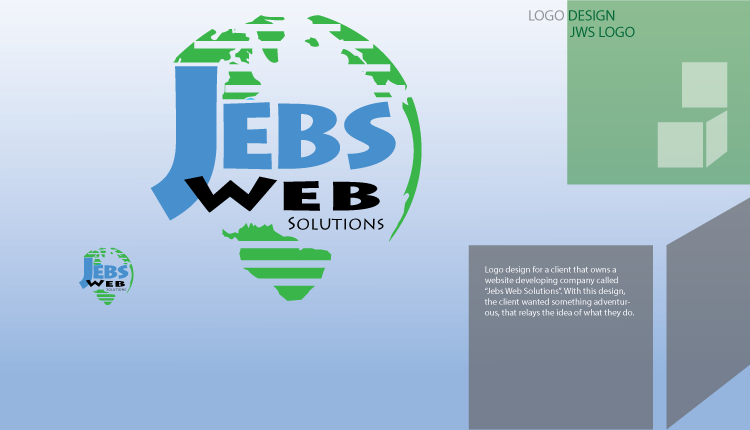 LOGO DESIGN
JWS LOGO
JEBS
WEB
SOLUTIONS
JEBS
WEB
SOLUTIONS
Logo design for a client that owns a
website developing company called
“Jebs Web Solutions”. With this design,
the client wanted something adventur-
ous, that relays the idea of what they do.